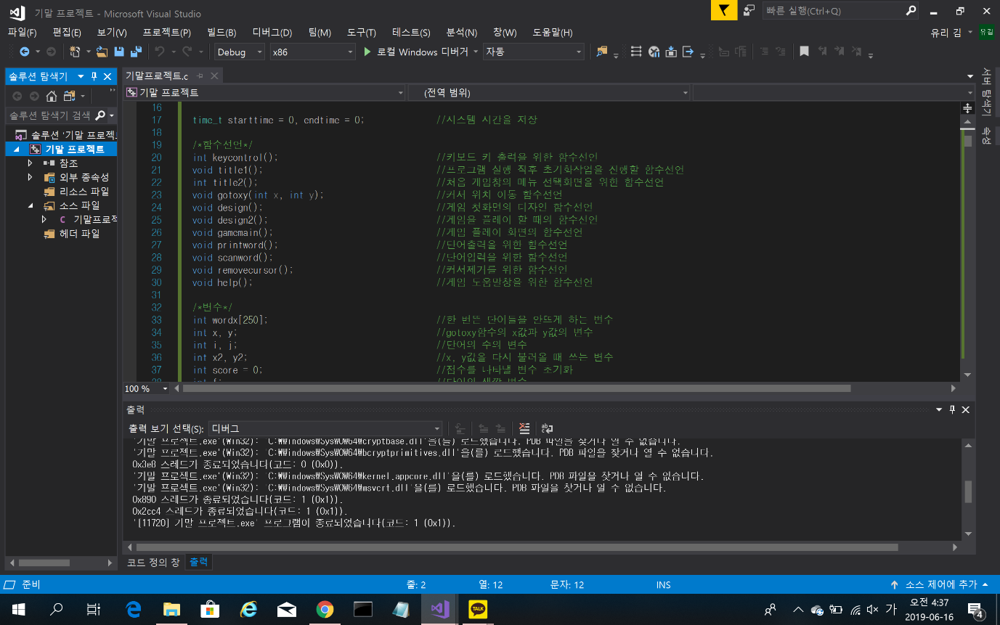 기말 프로젝트 - Microsoft Visual Studio
빠른 실행(Ctrl+Q)
파일(F) 편집(E) 보기(V) 프로젝트(P) 빌드(B) 디버그(D) 팀(M) 도구(T) 테스트(S) 분석(N) 창(W) 도움말(H)
유리 김 유김
Debug x86 로컬 Windows 디버거 자동
솔루션 탐색기
솔루션 탐색기 검색
솔루션 '기말 프로젝트
기말 프로젝트
참조
외부 종속성
리소스 파일
소스 파일
C 기말프로젝
헤더 파일
기말프로젝트.c
기말 프로젝트 (전역 범위)
16
17 time_t starttime = 0, endtime = 0; //시스템 시간을 저장
18
19 /*함수선언*/
20 int keycontrol(); //키보드 키 출력을 위한 함수선언
21 void title1(); //프로그램 실행 직후 초기화작업을 진행할 함수선언
22 int title2(); //처음 게임창의 메뉴 선택화면을 위한 함수선언
23 void gotoxy(int x, int y); //커서 위치 이동 함수선언
24 void design(); //게임 첫화면의 디자인 함수선언
25 void design2(); //게임을 플레이 할 때의 함수선언
26 void gamemain(); //게임 플레이 화면의 함수선언
27 void printword(); //단어출력을 위한 함수선언
28 void scanword(); //단어입력을 위한 함수선언
29 void removecursor(); //커서제거를 위한 함수선언
30 void help(); //게임 도움말창을 위한 함수선언
31
32 /*변수*/
33 int wordx[250]; //한 번뜬 단어들을 안뜨게 하는 변수
34 int x, y; //gotoxy함수의 x값과 y값의 변수
35 int i, j; //단어의 수의 변수
36 int x2, y2; //x, y값을 다시 불러올 때 쓰는 변수
37 int score = 0; //점수를 나타낼 변수 초기화
100 %
출력
출력 보기 선택(S): 디버그
'기말 프로젝트.exe'(Win32): 'C:\Windows\SysWOW64\cryptbase.dll'을(를) 로드했습니다. PDB 파일을 찾거나 열 수 없습니다.
'기말 프로젝트.exe'(Win32): 'C:\Windows\SysWOW64\bcryptprimitives.dll'을(를) 로드했습니다. PDB 파일을 찾거나 열 수 없습니다.
0x3e8 스레드가 종료되었습니다(코드: 0 (0x0)).
'기말 프로젝트.exe'(Win32): 'C:\Windows\SysWOW64\kernel.appcore.dll'을(를) 로드했습니다. PDB 파일을 찾거나 열 수 없습니다.
'기말 프로젝트.exe'(Win32): 'C:\Windows\SysWOW64\msvcrt.dll'을(를) 로드했습니다. PDB 파일을 찾거나 열 수 없습니다.
0x890 스레드가 종료되었습니다(코드: 1 (0x1)).
0x2cc4 스레드가 종료되었습니다(코드: 1 (0x1)).
'[11720] 기말 프로젝트.exe' 프로그램이 종료되었습니다(코드: 1 (0x1)).
코드 정의 창 출력
서버 탐색기
속성
준비 줄: 2 열: 12 문자: 12 INS 소스 제어에 추가
TALK
가
오전 4:37
2019-06-16
4